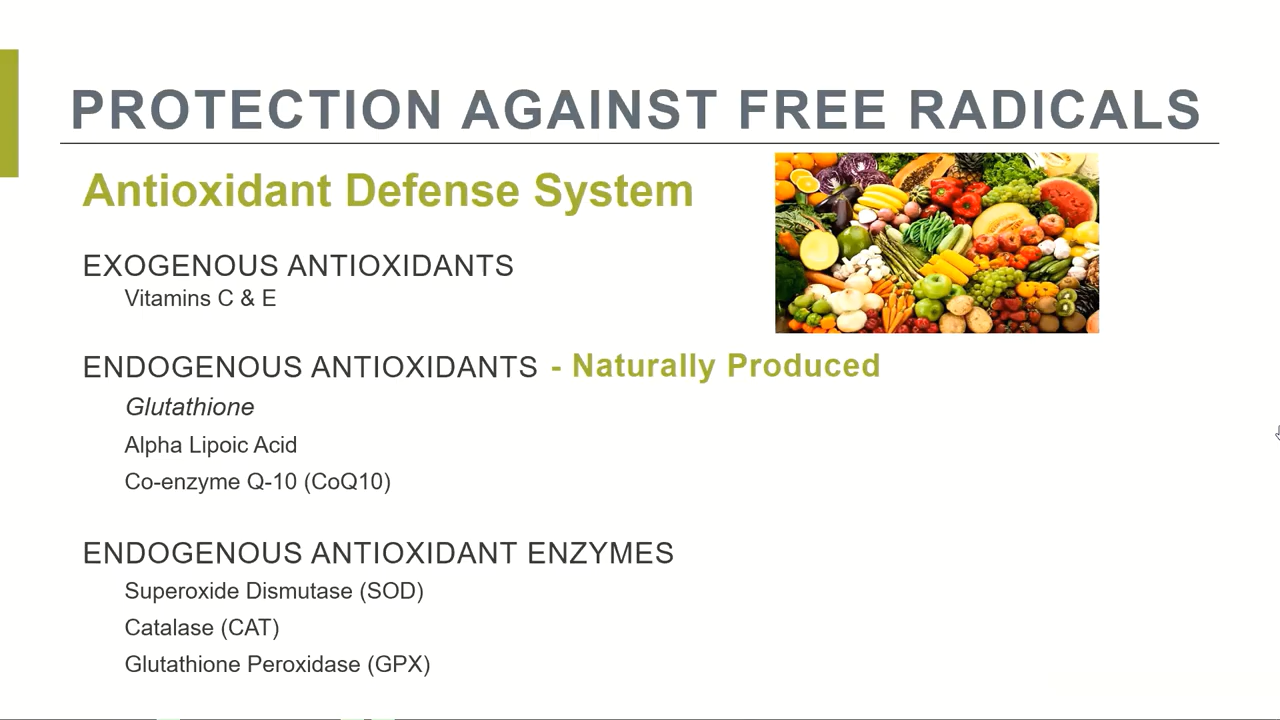 PROTECTION AGAINST FREE RADICALS
Antioxidant Defense System
EXOGENOUS ANTIOXIDANTS
Vitamins C & E
ENDOGENOUS ANTIOXIDANTS - Naturally Produced
Glutathione
Alpha Lipoic Acid
Co-enzyme Q-10 (CoQ10)
ENDOGENOUS ANTIOXIDANT ENZYMES
Superoxide Dismutase (SOD)
Catalase (CAT)
Glutathione Peroxidase (GPX)